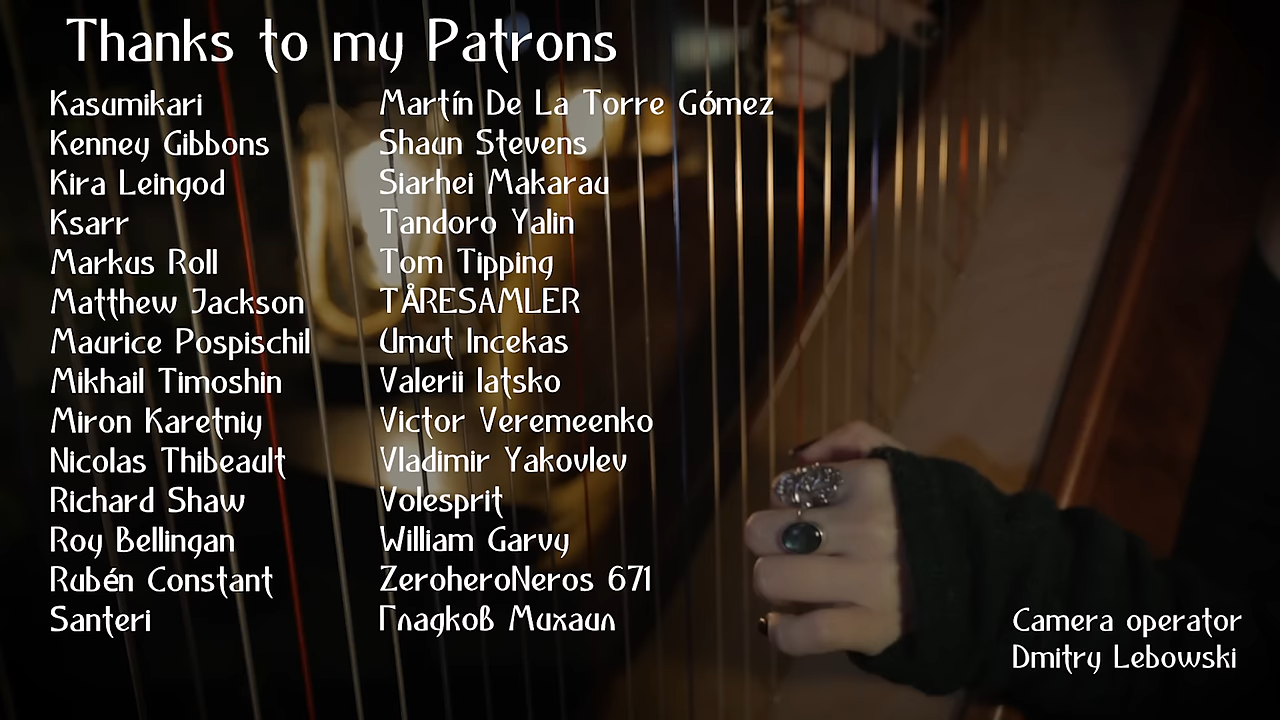 Thanks to my Patrons
Kasumikari
Kenney Gibbons
Kira Leingod
Ksarr
Markus Roll
Matthew Jackson
Maurice Pospischil
Mikhail Timoshin
Miron Karetniy
Nicolas Thibeault
Richard Shaw
Roy Bellingan
Rubén Constant
Santeri
Martín De La Torre Gómez
Shaun Stevens
Siarhei Makarau
Tandoro Yalin
Tom Tipping
TÅRESAMLER
Umut Incekas
Valerii Iatsko
Victor Veremeenko
Vladimir Yakovlev
Volesprit
William Garvy
ZeroheroNeros 671
Гладков Михаил
Camera operator
Dmitry Lebowski